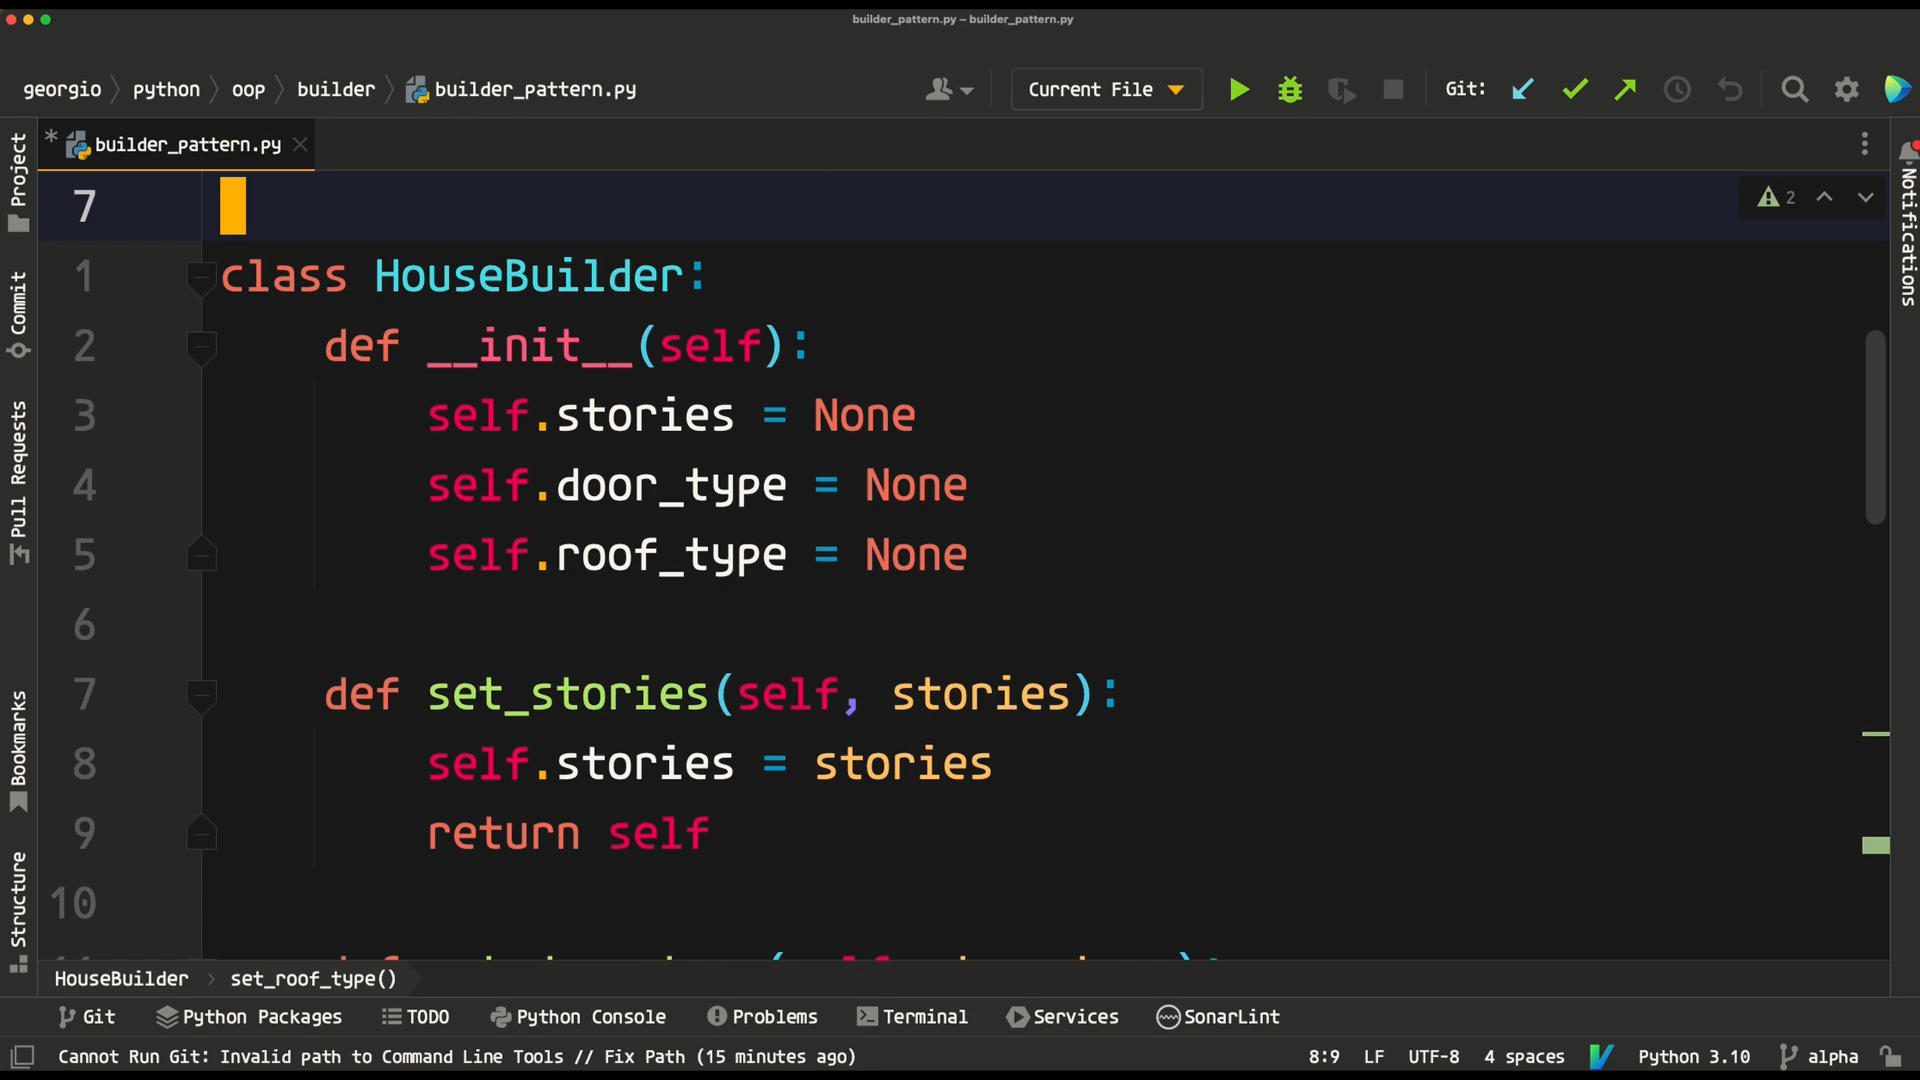 builder_pattern.py – builder_pattern.py
georgio python oop builder builder_pattern.py Current File Git:
* builder_pattern.py
Project
Commit
Pull Requests
Bookmarks
Structure
Notifications
7
2
1 class HouseBuilder:
2 def __init__(self):
3 self.stories = None
4 self.door_type = None
5 self.roof_type = None
6
7 def set_stories(self, stories):
8 self.stories = stories
9 return self
10
HouseBuilder set_roof_type()
Git Python Packages TODO Python Console Problems Terminal Services SonarLint
Cannot Run Git: Invalid path to Command Line Tools // Fix Path (15 minutes ago) 8:9 LF UTF-8 4 spaces Python 3.10 alpha